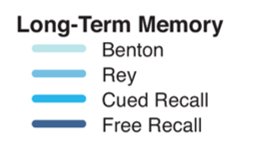 Long-Term Memory
Benton
Rey
Cued Recall
Free Recall